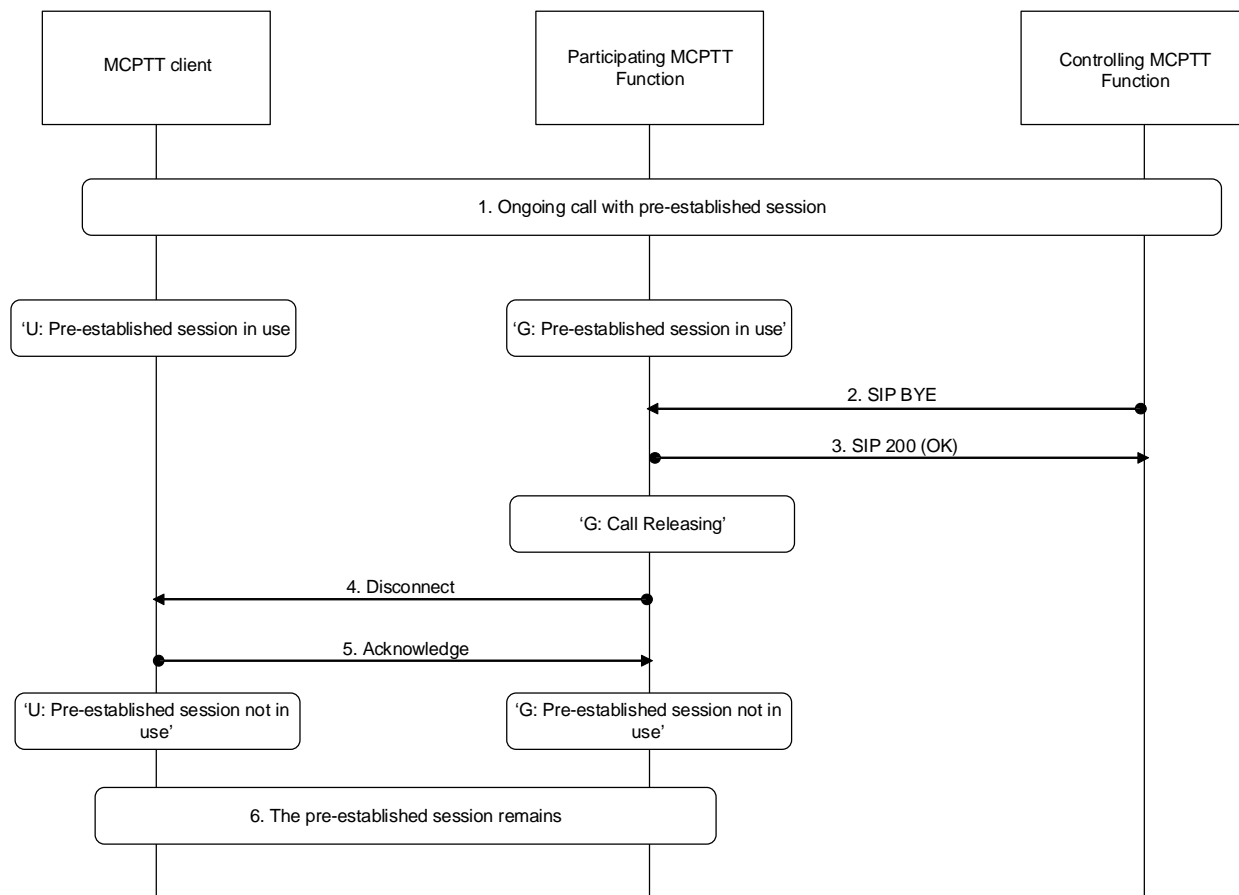 MCPTT client
Participating MCPTT
Function
Controlling MCPTT
Function
1. Ongoing call with pre-established session
‘U: Pre-established session in use
‘G: Pre-established session in use’
2. SIP BYE
3. SIP 200 (OK)
‘G: Call Releasing’
4. Disconnect
5. Acknowledge
‘U: Pre-established session not in
use’
‘G: Pre-established session not in
use’
6. The pre-established session remains